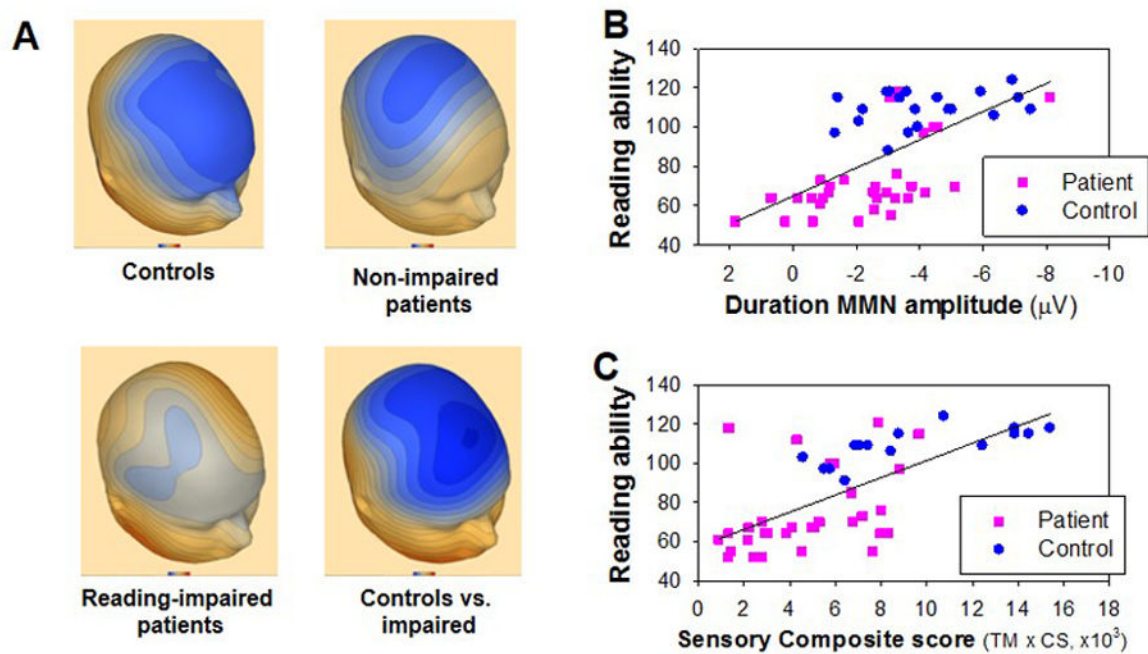 A
Controls
Non-impaired
patients
Reading-impaired
patients
Controls vs.
impaired
B
Reading ability
140
120
100
80
60
40
2 0 -2 -4 -6 -8 -10
Duration MMN amplitude (μV)
Patient
Control
C
Reading ability
140
120
100
80
60
40
0 2 4 6 8 10 12 14 16 18
Sensory Composite score (TM x CS, x10³)
Patient
Control